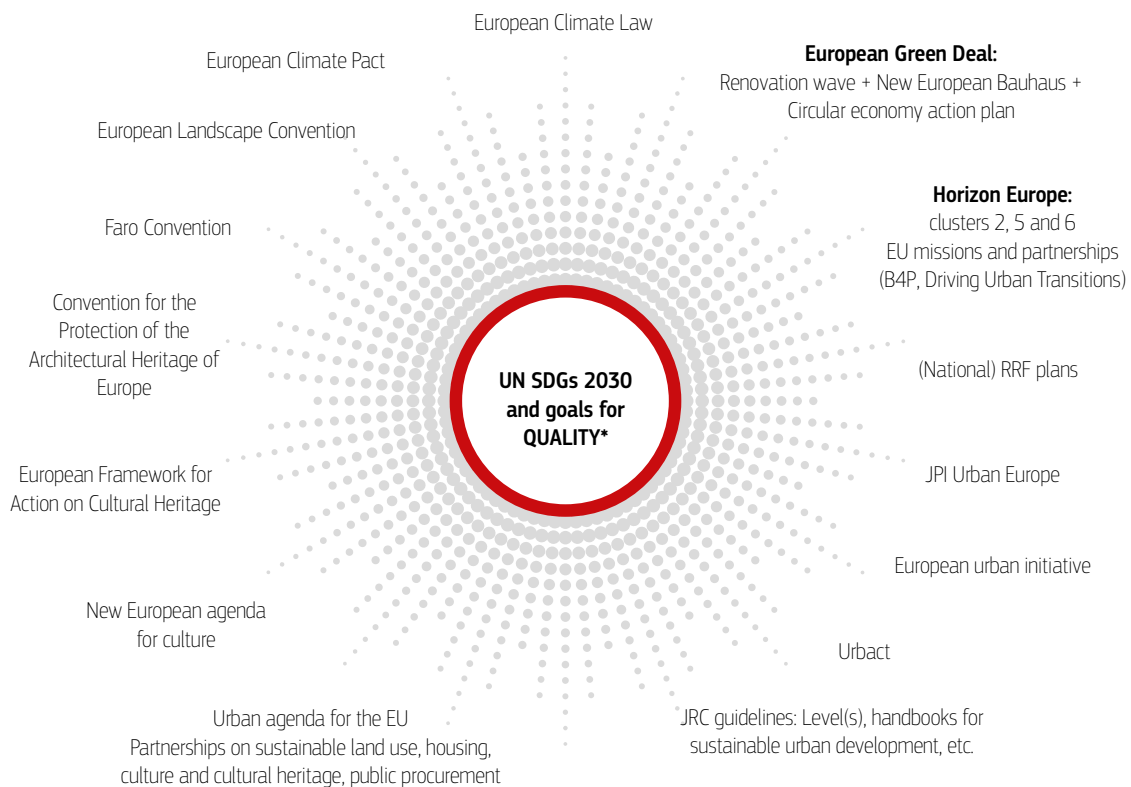 European Climate Law
European Green Deal:
Renovation wave + New European Bauhaus +
Circular economy action plan
Horizon Europe:
clusters 2, 5 and 6
EU missions and partnerships
(B4P, Driving Urban Transitions)
(National) RRF plans
JPI Urban Europe
European urban initiative
Urbact
JRC guidelines: Level(s), handbooks for
sustainable urban development, etc.
Urban agenda for the EU
Partnerships on sustainable land use, housing,
culture and cultural heritage, public procurement
New European agenda
for culture
European Framework for
Action on Cultural Heritage
Convention for the
Protection of the
Architectural Heritage of
Europe
Faro Convention
European Landscape Convention
European Climate Pact
UN SDGs 2030
and goals for
QUALITY*